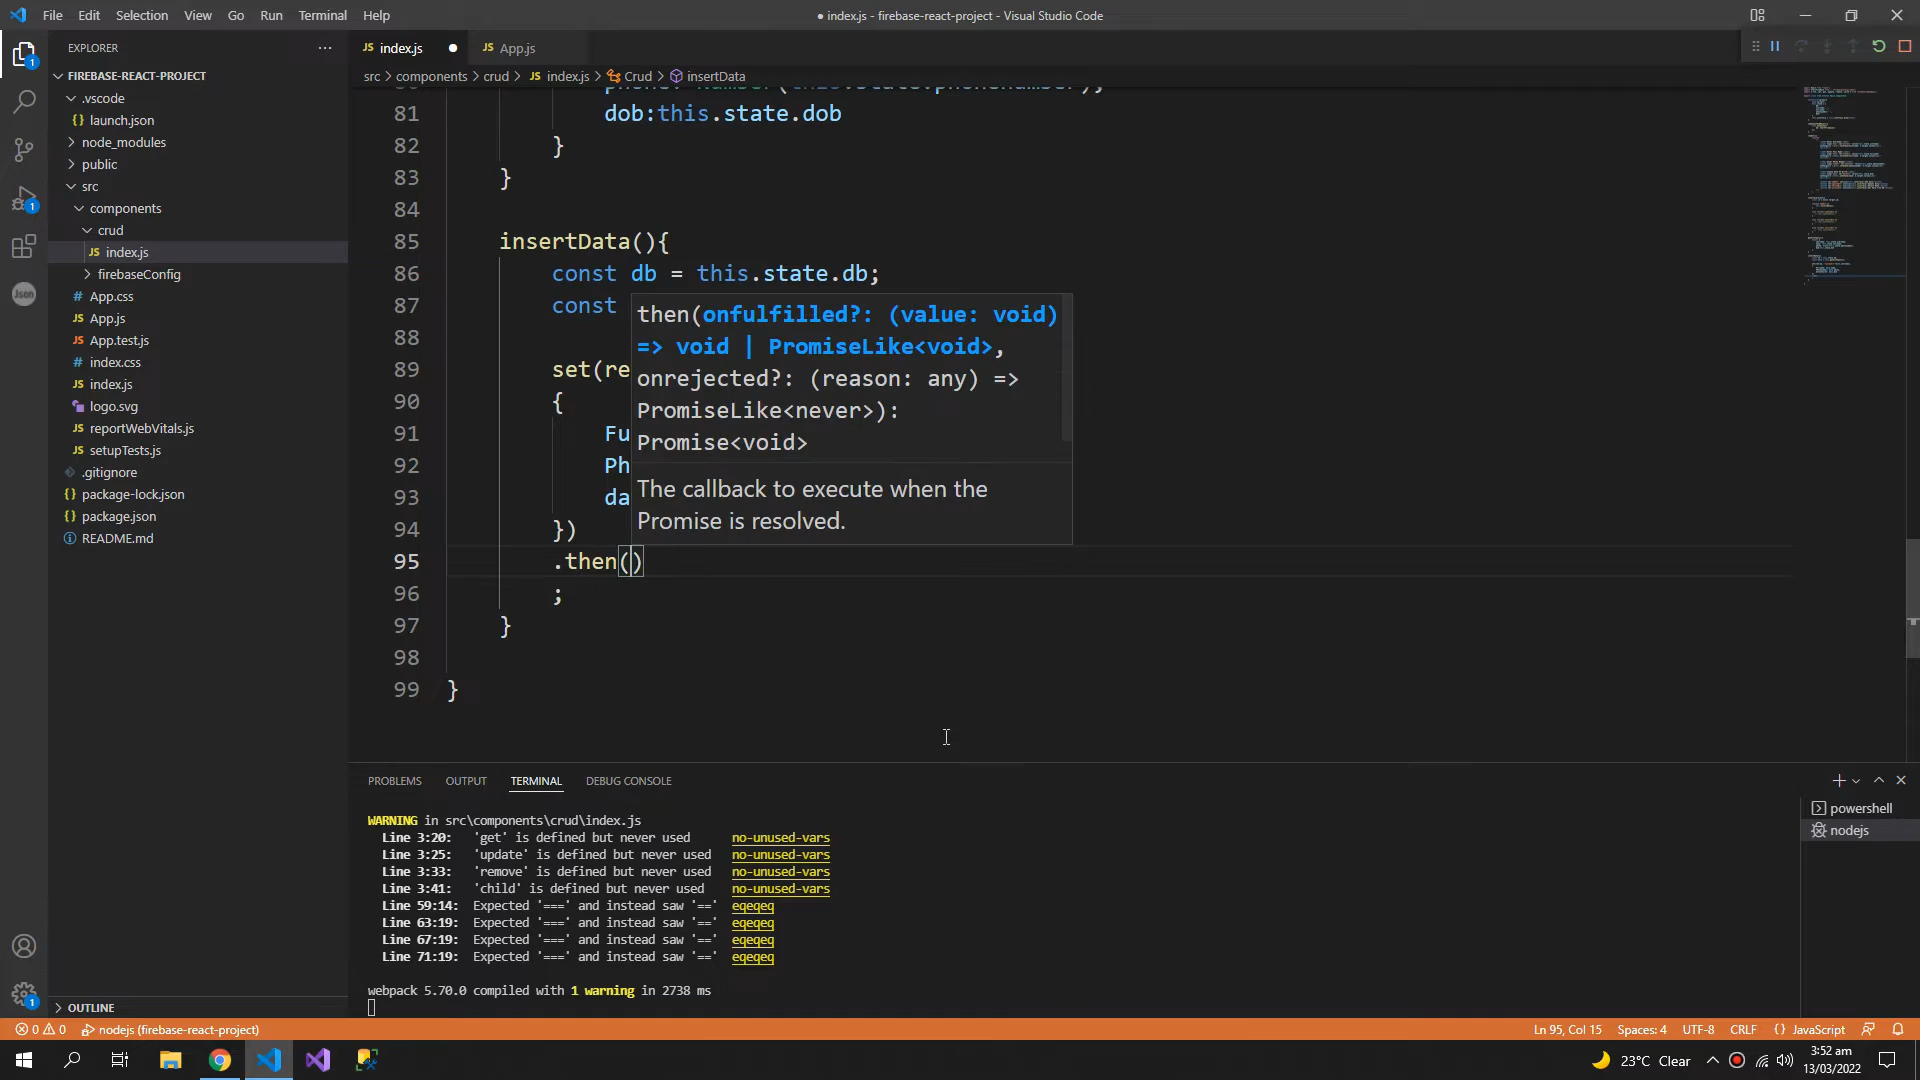 File Edit Selection View Go Run Terminal Help
● index.js - firebase-react-project - Visual Studio Code
EXPLORER
FIREBASE-REACT-PROJECT
.vscode
launch.json
node_modules
public
src
components
crud
JS index.js
firebaseConfig
# App.css
JS App.js
JS App.test.js
# index.css
JS index.js
logo.svg
JS reportWebVitals.js
JS setupTests.js
.gitignore
{} package-lock.json
{} package.json
README.md
OUTLINE
JS index.js ●
JS App.js
src > components > crud > JS index.js > Crud > insertData
81 dob:this.state.dob
82 }
83 }
84
85 insertData(){
86 const db = this.state.db;
87 const
88
89 set(re
90 {
91 Fu
92 Ph
93 da
94 })
95 .then()
96 ;
97 }
98
99 }
then(onfulfilled?: (value: void)
=> void | PromiseLike<void>,
onrejected?: (reason: any) =>
PromiseLike<never>):
Promise<void>
The callback to execute when the
Promise is resolved.
PROBLEMS OUTPUT TERMINAL DEBUG CONSOLE
WARNING in src\components\crud\index.js
Line 3:20: 'get' is defined but never used no-unused-vars
Line 3:25: 'update' is defined but never used no-unused-vars
Line 3:33: 'remove' is defined but never used no-unused-vars
Line 3:41: 'child' is defined but never used no-unused-vars
Line 59:14: Expected '===' and instead saw '==' eqeqeq
Line 63:19: Expected '===' and instead saw '==' eqeqeq
Line 67:19: Expected '===' and instead saw '==' eqeqeq
Line 71:19: Expected '===' and instead saw '==' eqeqeq
webpack 5.70.0 compiled with 1 warning in 2738 ms
powershell
nodejs
0 0 nodejs (firebase-react-project)
Ln 95, Col 15 Spaces: 4 UTF-8 CRLF {} JavaScript
23°C Clear
3:52 am
13/03/2022